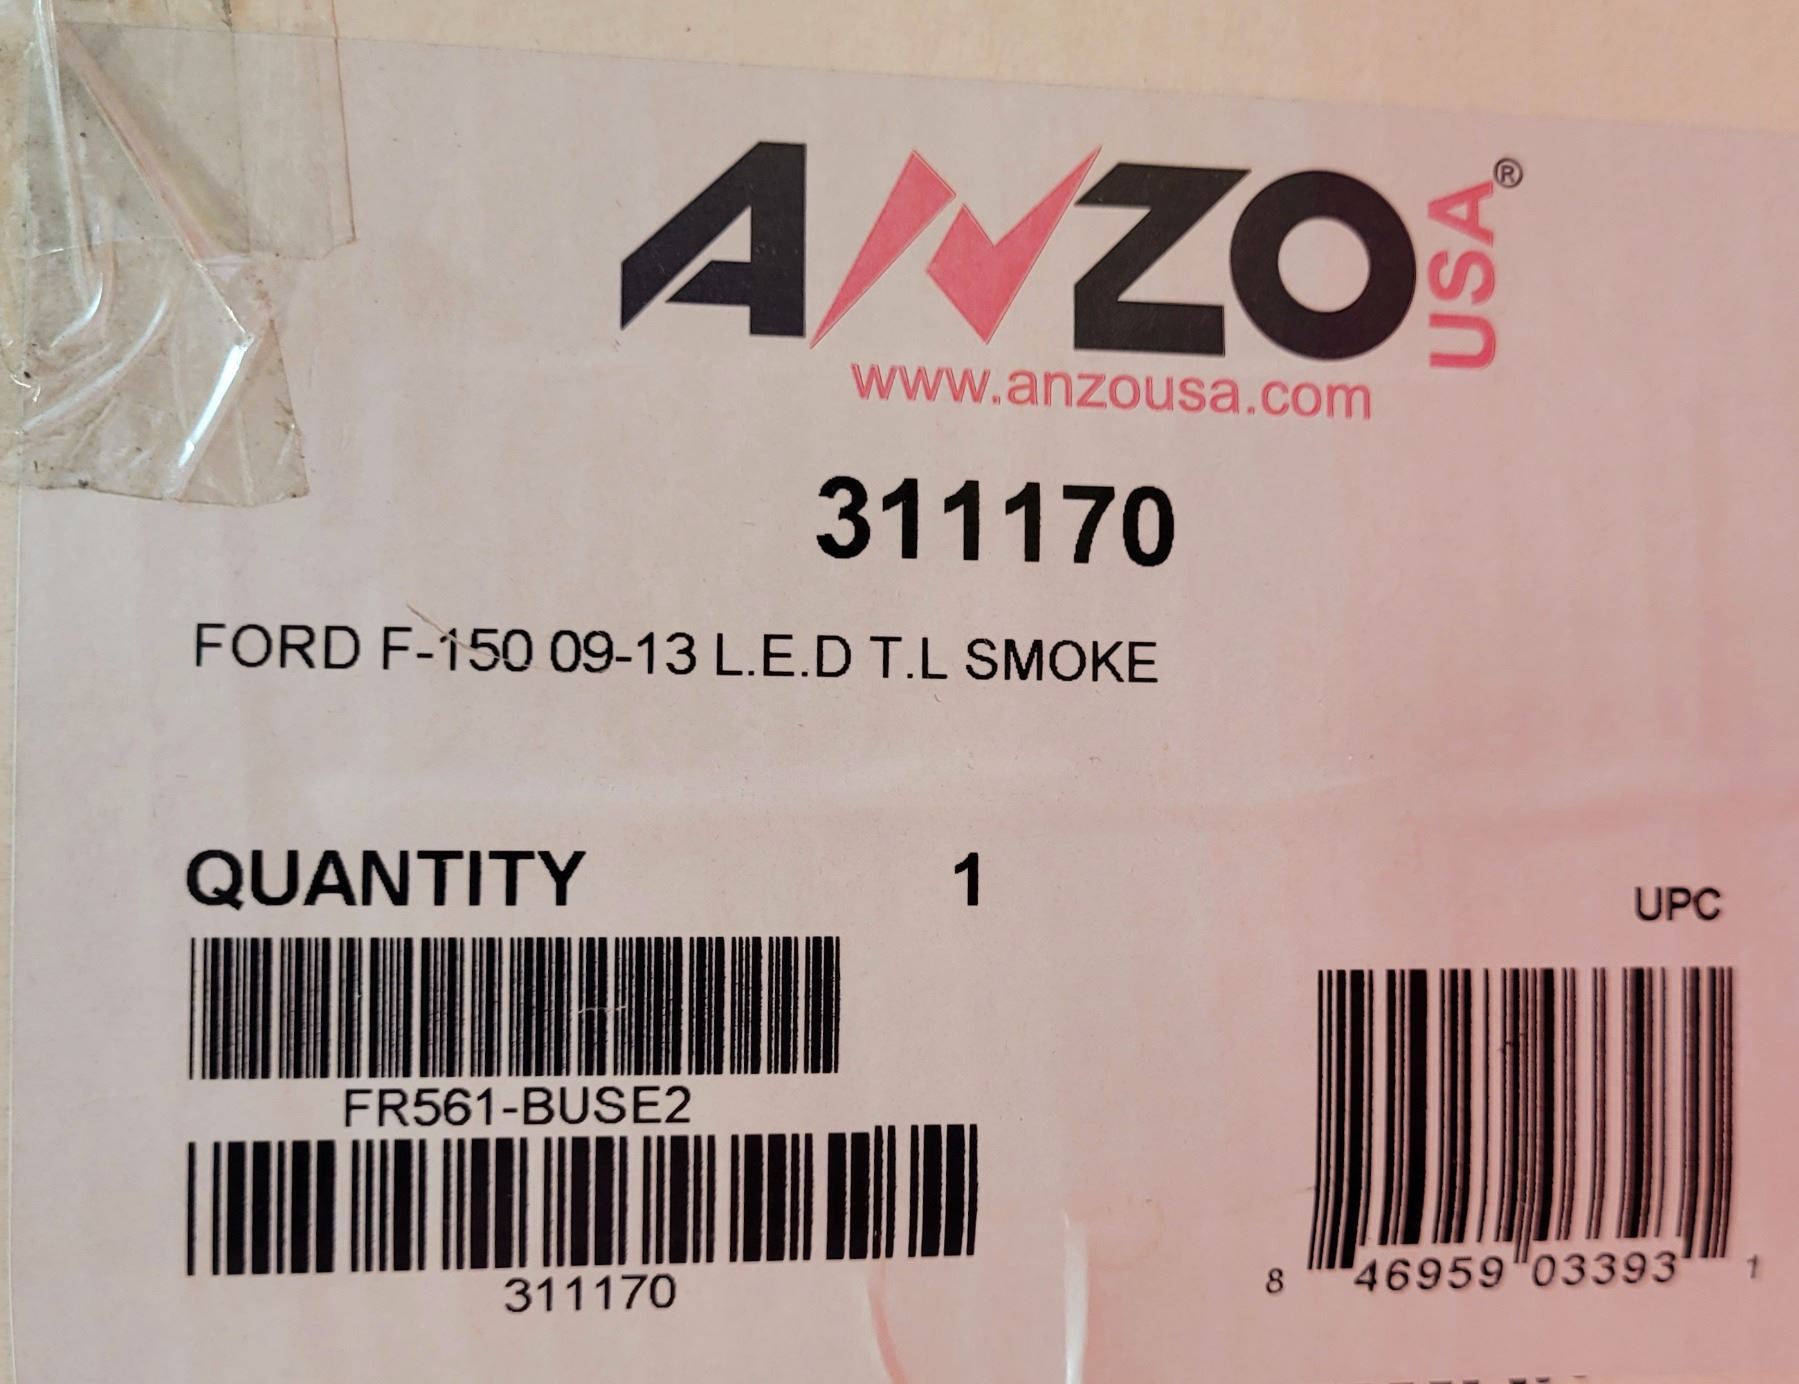 ANZO USA®
www.anzousa.com
311170
FORD F-150 09-13 L.E.D T.L SMOKE
QUANTITY 1
UPC
FR561-BUSE2
311170
8 46959 03393 1